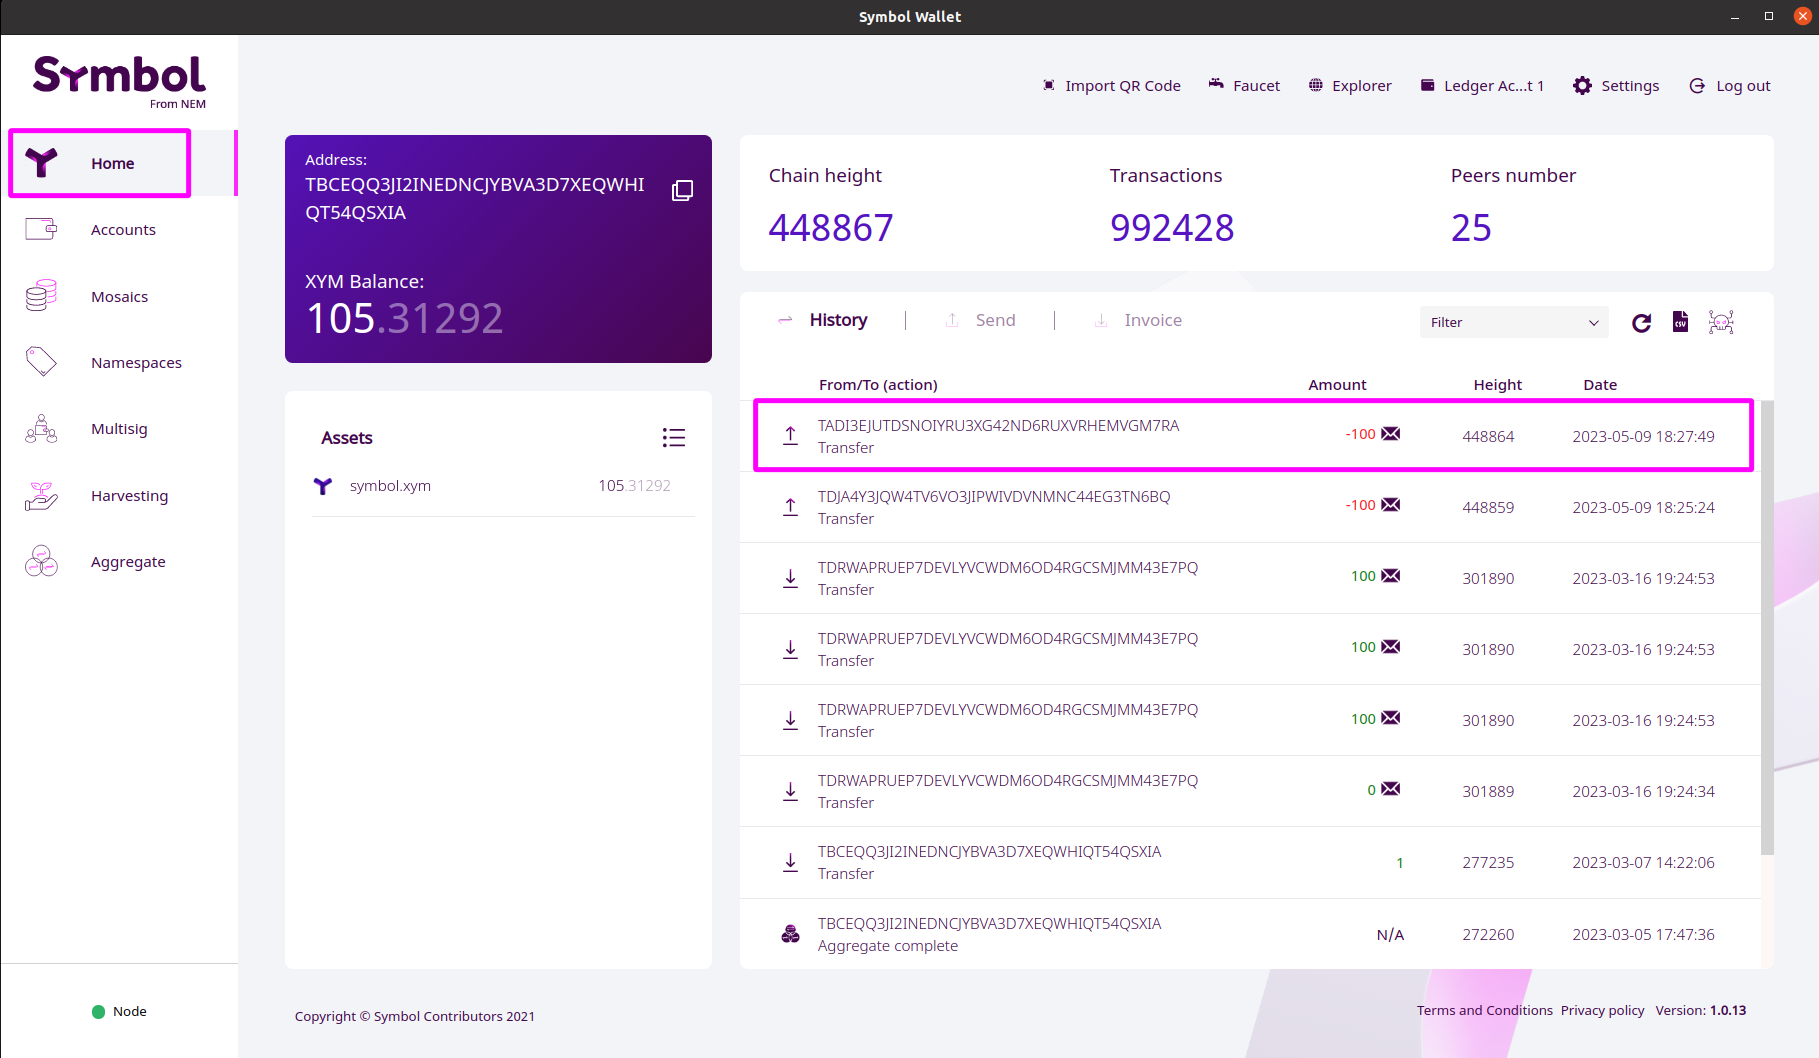 Symbol Wallet
Symbol
From NEM
Import QR Code
Faucet
Explorer
Ledger Ac...t 1
Settings
Log out
Home
Accounts
Mosaics
Namespaces
Multisig
Harvesting
Aggregate
Node
Address:
TBCEQQ3JI2INEDNCJYBVA3D7XEQWHI
QT54QSXIA
XYM Balance:
105.31292
Assets
symbol.xym 105.31292
Chain height Transactions Peers number
448867 992428 25
History Send Invoice Filter CSV
From/To (action) Amount Height Date
TADI3EJUTDSNOIYRU3XG42ND6RUXVRHEMVGM7RA
Transfer
-100 448864 2023-05-09 18:27:49
TDJA4Y3JQW4TV6VO3JIPWIVDVNMNC44EG3TN6BQ
Transfer
-100 448859 2023-05-09 18:25:24
TDRWAPRUEP7DEVLYVCWDM6OD4RGCSMJMM43E7PQ
Transfer
100 301890 2023-03-16 19:24:53
TDRWAPRUEP7DEVLYVCWDM6OD4RGCSMJMM43E7PQ
Transfer
100 301890 2023-03-16 19:24:53
TDRWAPRUEP7DEVLYVCWDM6OD4RGCSMJMM43E7PQ
Transfer
100 301890 2023-03-16 19:24:53
TDRWAPRUEP7DEVLYVCWDM6OD4RGCSMJMM43E7PQ
Transfer
0 301889 2023-03-16 19:24:34
TBCEQQ3JI2INEDNCJYBVA3D7XEQWHIQT54QSXIA
Transfer
1 277235 2023-03-07 14:22:06
TBCEQQ3JI2INEDNCJYBVA3D7XEQWHIQT54QSXIA
Aggregate complete
N/A 272260 2023-03-05 17:47:36
Copyright © Symbol Contributors 2021
Terms and Conditions Privacy policy Version: 1.0.13